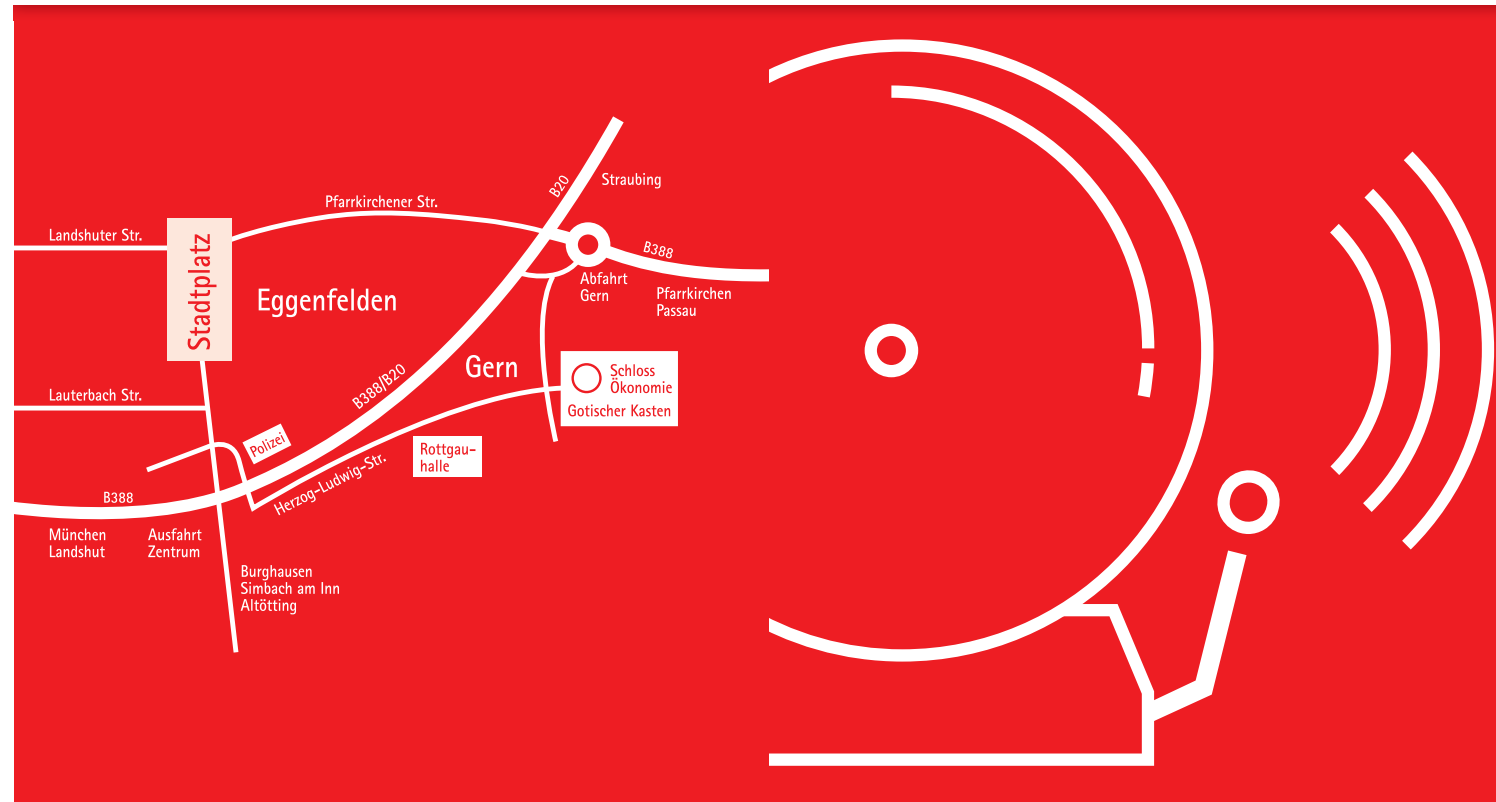 B20
Straubing
Pfarrkirchener Str.
Landshuter Str.
Stadtplatz
B388
Abfahrt
Gern
Pfarrkirchen
Passau
Eggenfelden
Gern
B388/B20
Schloss
Ökonomie
Gotischer Kasten
Lauterbach Str.
Polizei
Rottgau-
halle
Herzog-Ludwig-Str.
B388
München
Landshut
Ausfahrt
Zentrum
Burghausen
Simbach am Inn
Altötting